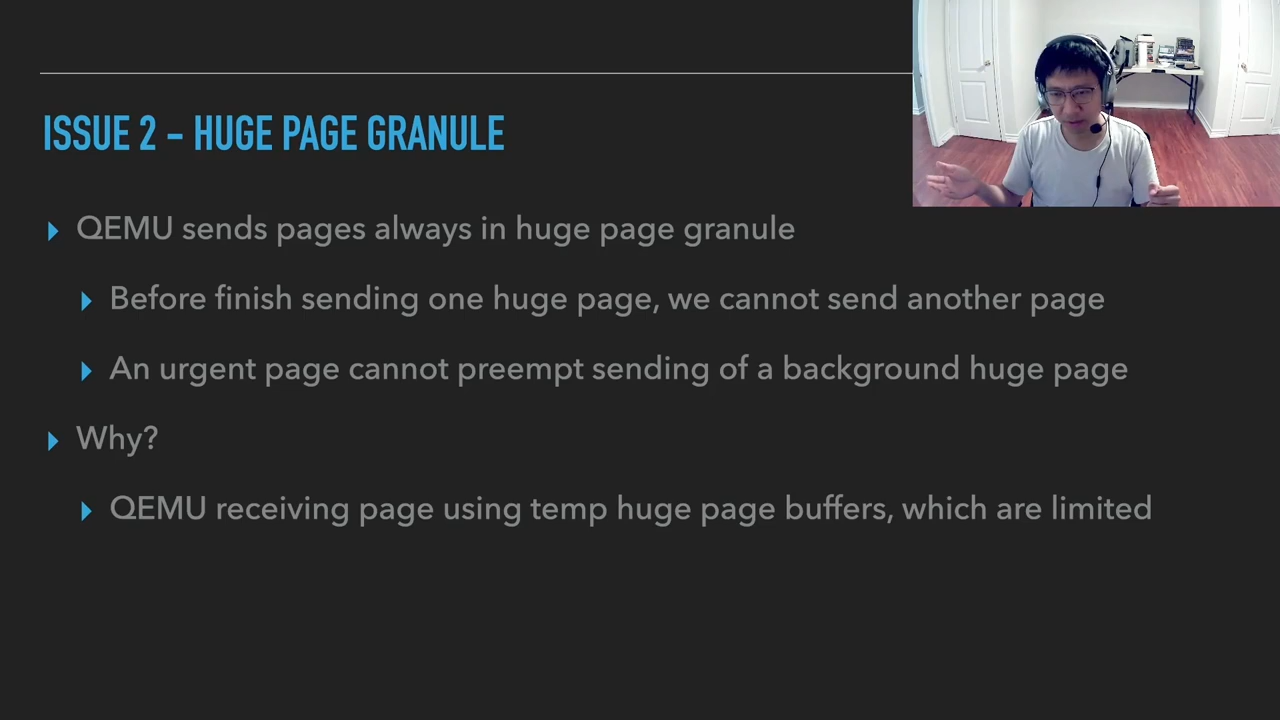 ISSUE 2 – HUGE PAGE GRANULE
QEMU sends pages always in huge page granule
Before finish sending one huge page, we cannot send another page
An urgent page cannot preempt sending of a background huge page
Why?
QEMU receiving page using temp huge page buffers, which are limited